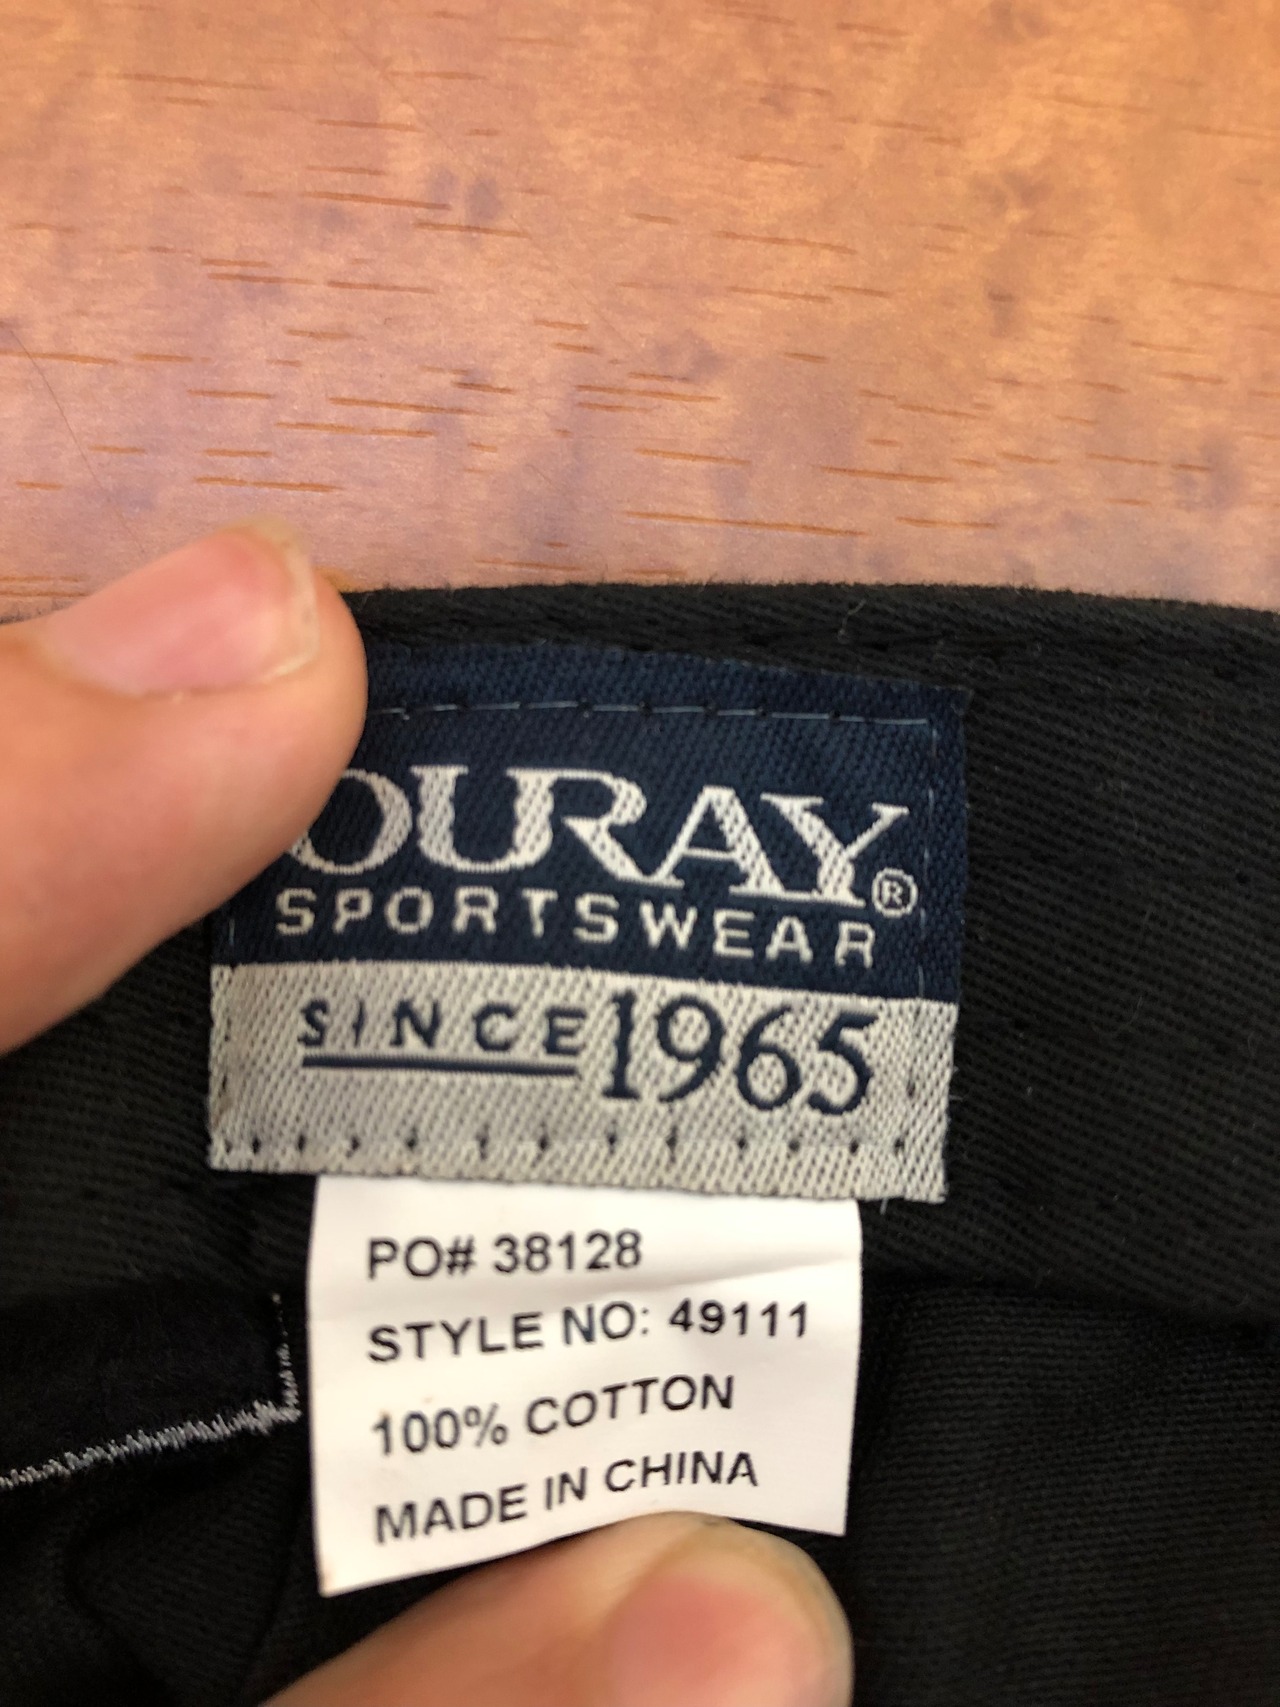 OURAY®
SPORTSWEAR
SINCE 1965
PO# 38128
STYLE NO: 49111
100% COTTON
MADE IN CHINA